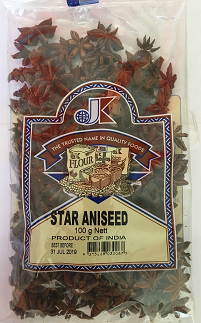 JK
THE TRUSTED NAME IN QUALITY FOODS
FLOUR
STAR ANISEED
100 g Nett
PRODUCT OF INDIA
BEST BEFORE
31 JUL 2019